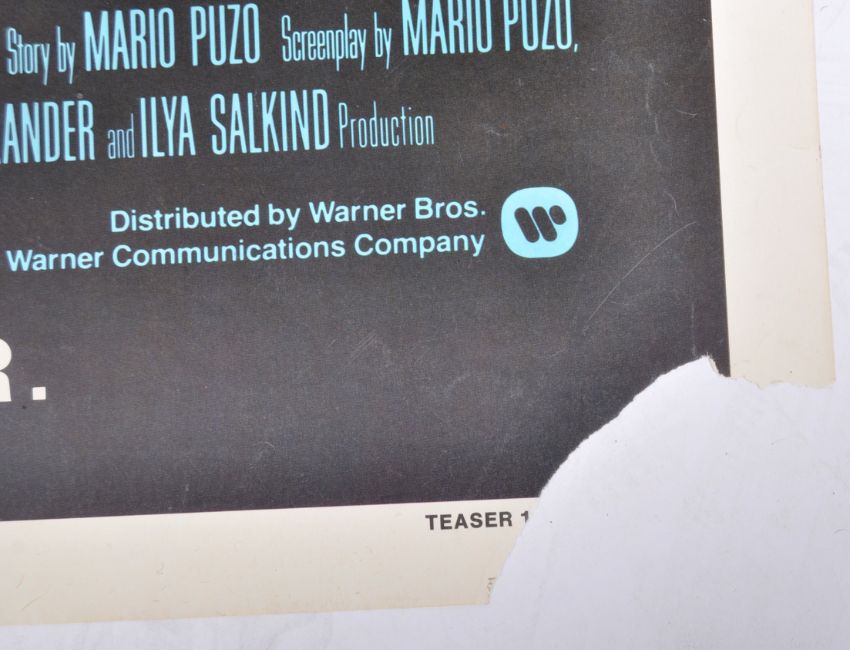 Story by MARIO PUZO Screenplay by MARIO PUZO,
ANDER and ILYA SALKIND Production
Distributed by Warner Bros.
Warner Communications Company
R.
TEASER 1